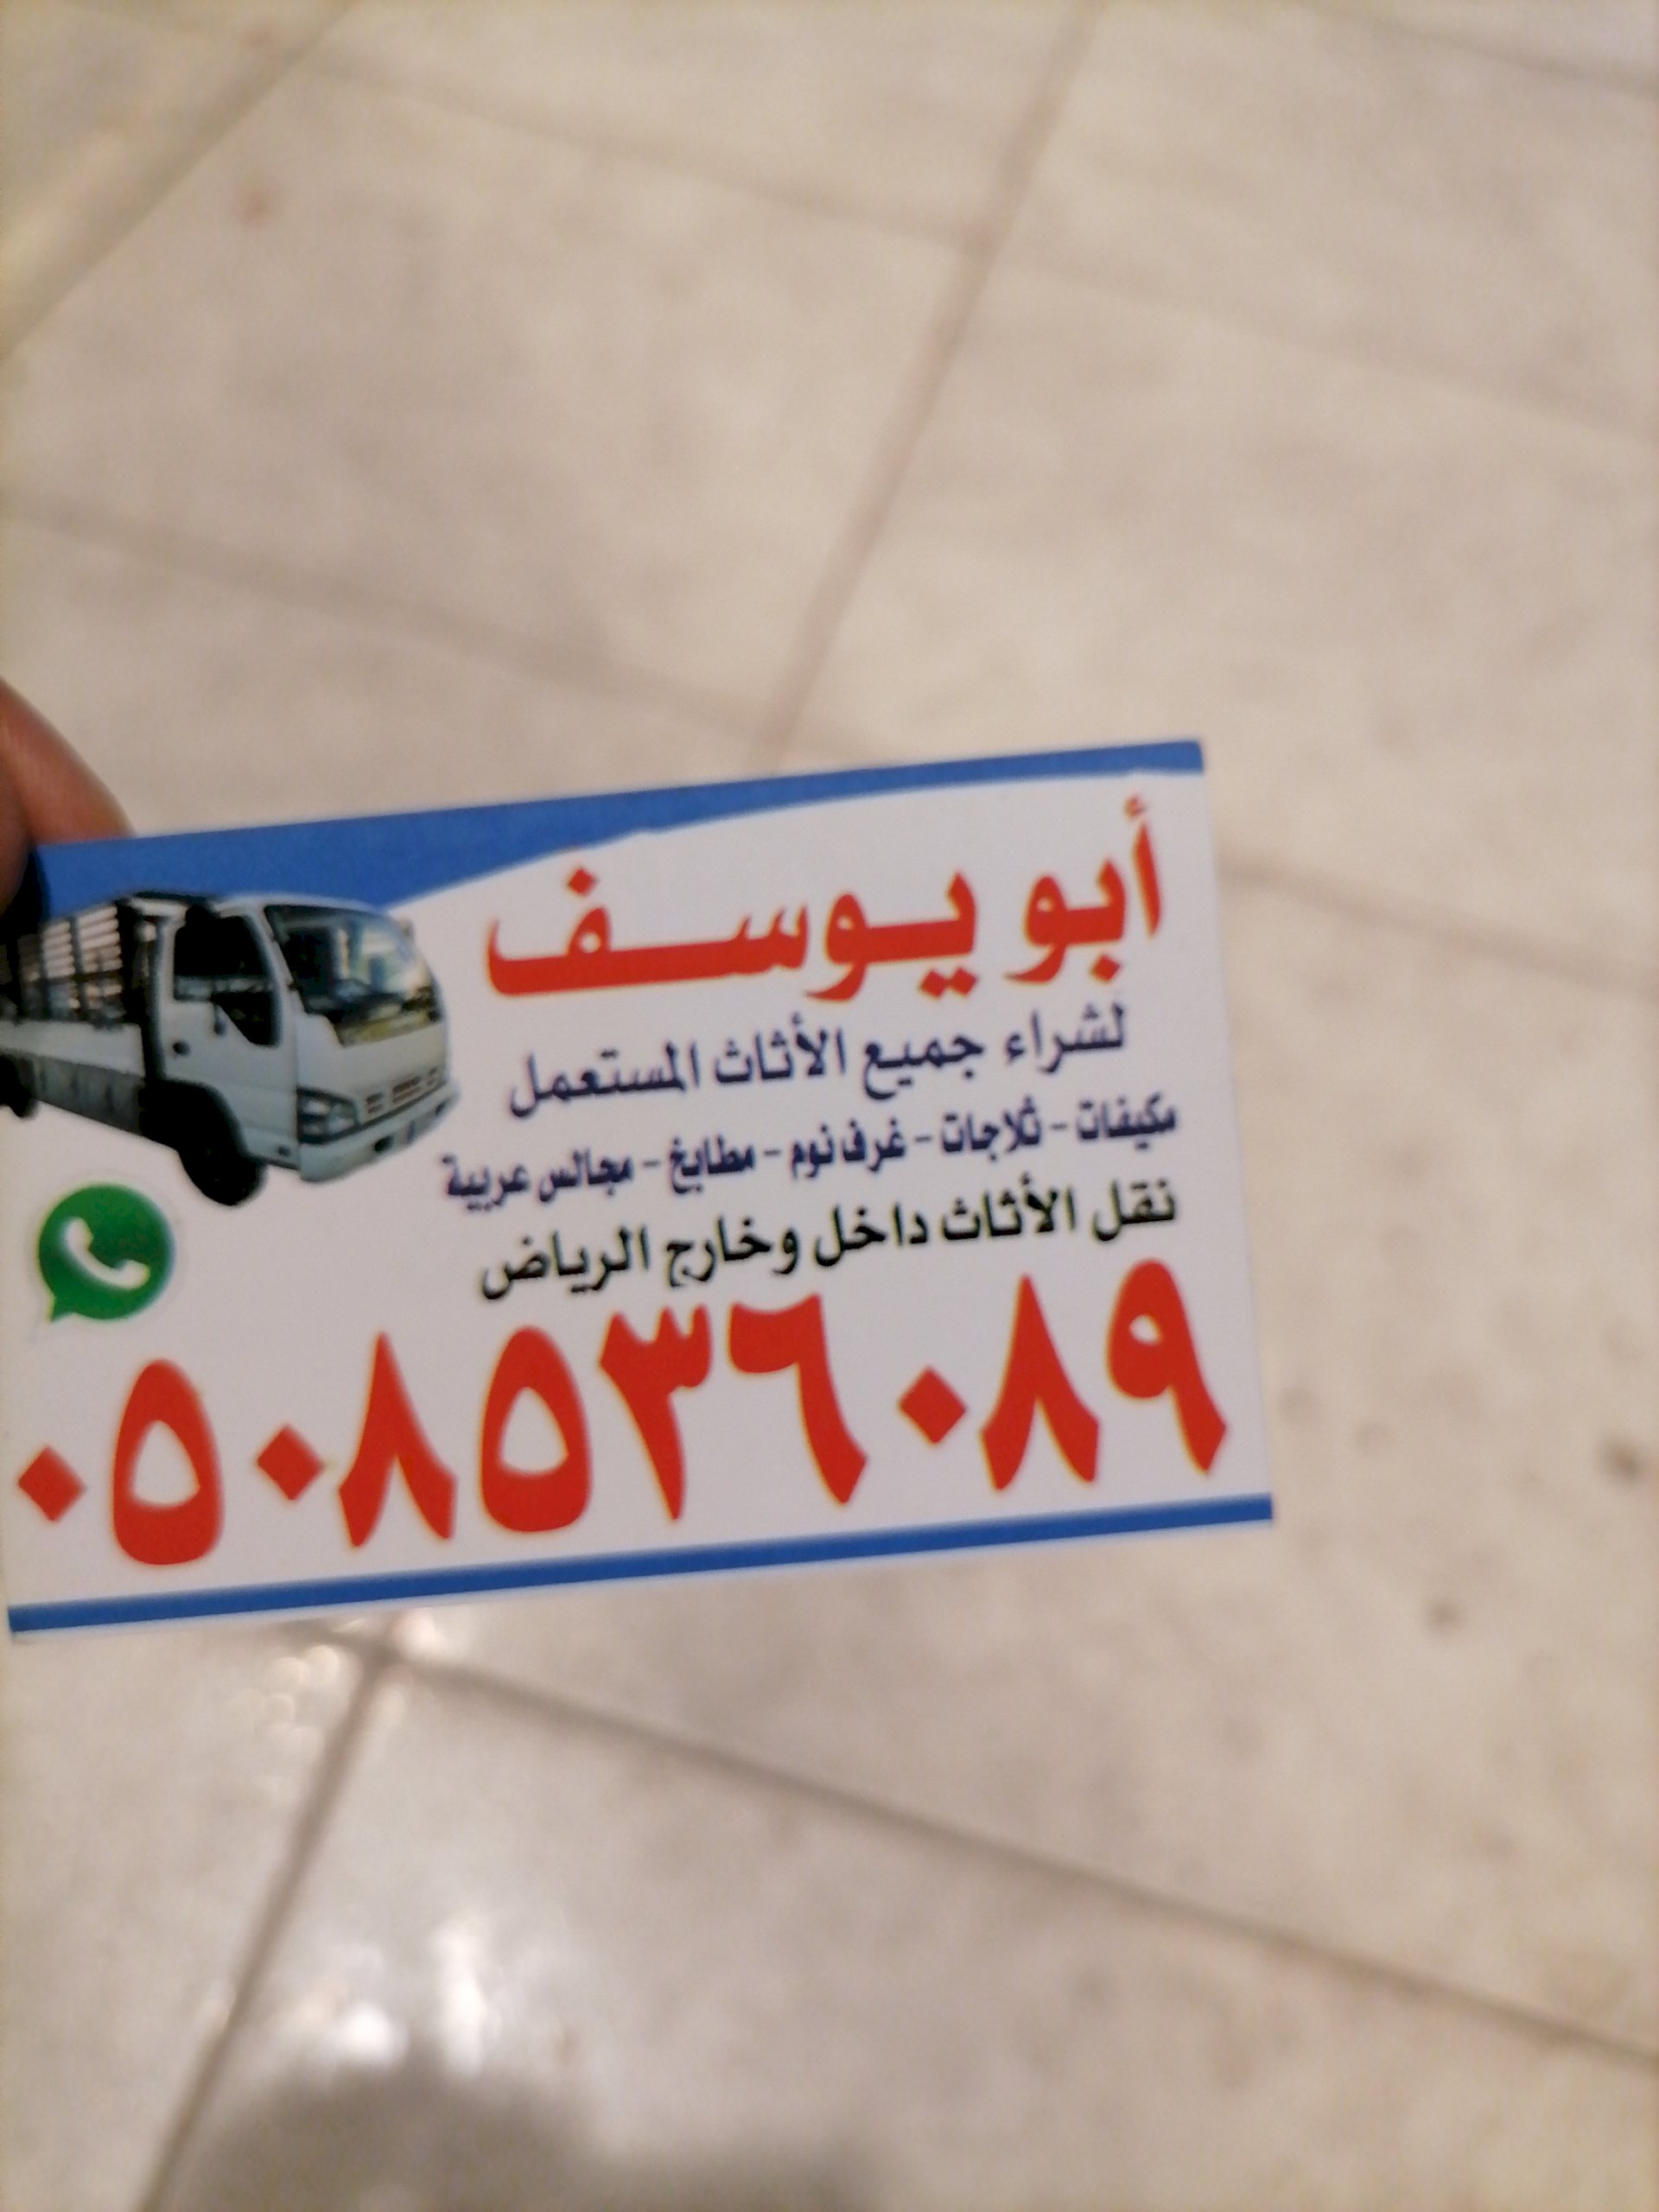 أبو يوسف
لشراء جميع الأثاث المستعمل
مكيفات - ثلاجات - غرف نوم - مطابخ - مجالس عربية
نقل الأثاث داخل وخارج الرياض
٠٥٠٨٥٣٦٠٨٩